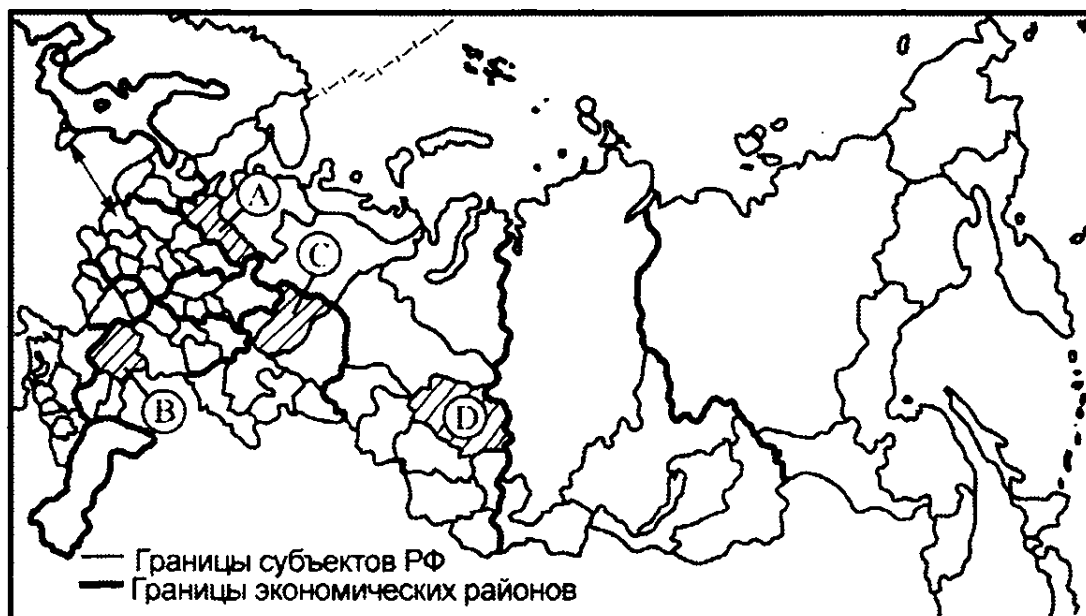 A
C
B
D
Границы субъектов РФ
Границы экономических районов